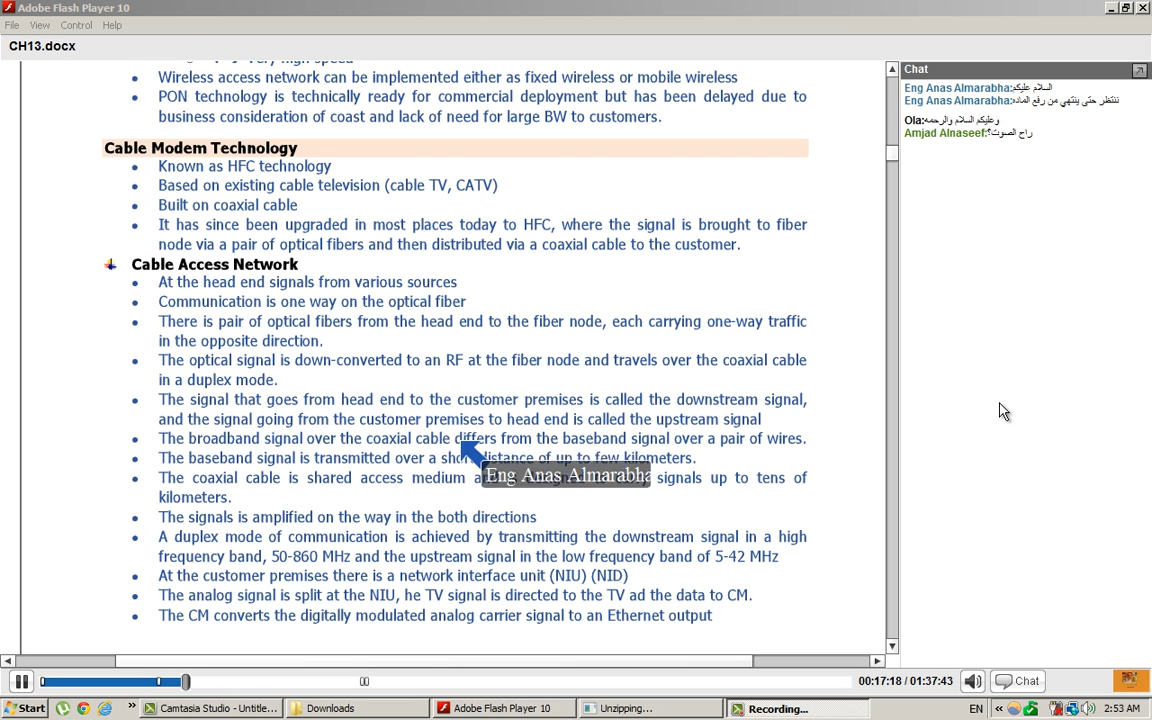 Adobe Flash Player 10
File View Control Help
CH13.docx
Wireless access network can be implemented either as fixed wireless or mobile wireless
PON technology is technically ready for commercial deployment but has been delayed due to
business consideration of coast and lack of need for large BW to customers.
Cable Modem Technology
Known as HFC technology
Based on existing cable television (cable TV, CATV)
Built on coaxial cable
It has since been upgraded in most places today to HFC, where the signal is brought to fiber
node via a pair of optical fibers and then distributed via a coaxial cable to the customer.
Cable Access Network
At the head end signals from various sources
Communication is one way on the optical fiber
There is pair of optical fibers from the head end to the fiber node, each carrying one-way traffic
in the opposite direction.
The optical signal is down-converted to an RF at the fiber node and travels over the coaxial cable
in a duplex mode.
The signal that goes from head end to the customer premises is called the downstream signal,
and the signal going from the customer premises to head end is called the upstream signal
The broadband signal over the coaxial cable differs from the baseband signal over a pair of wires.
The baseband signal is transmitted over a short distance of up to few kilometers.
Eng Anas Almarabha
The coaxial cable is shared access medium signals up to tens of
kilometers.
The signals is amplified on the way in the both directions
A duplex mode of communication is achieved by transmitting the downstream signal in a high
frequency band, 50-860 MHz and the upstream signal in the low frequency band of 5-42 MHz
At the customer premises there is a network interface unit (NIU) (NID)
The analog signal is split at the NIU, he TV signal is directed to the TV ad the data to CM.
The CM converts the digitally modulated analog carrier signal to an Ethernet output
Chat
Eng Anas Almarabha:السلام عليكم
Eng Anas Almarabha:ننتظر حتى ينتهي من رفع الماده
Ola:وعليكم السلام والرحمه
Amjad Alnaseef:راح الصوت؟
00:17:18 / 01:37:43 Chat
Start » Camtasia Studio - Untitle... Downloads Adobe Flash Player 10 Unzipping... Recording... EN « 2:53 AM